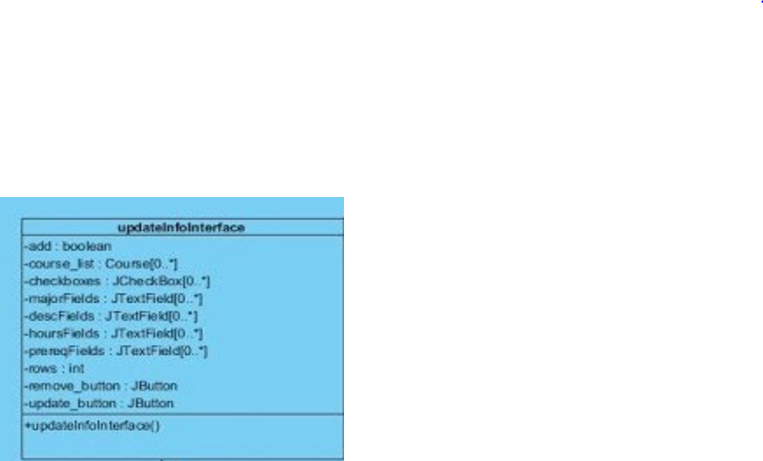 updateInfoInterface
-add : boolean
-course_list : Course[0..*]
-checkboxes : JCheckBox[0..*]
-majorFields : JTextField[0..*]
-descFields : JTextField[0..*]
-hoursFields : JTextField[0..*]
-prereqFields : JTextField[0..*]
-rows : int
-remove_button : JButton
-update_button : JButton
+updateInfoInterface()